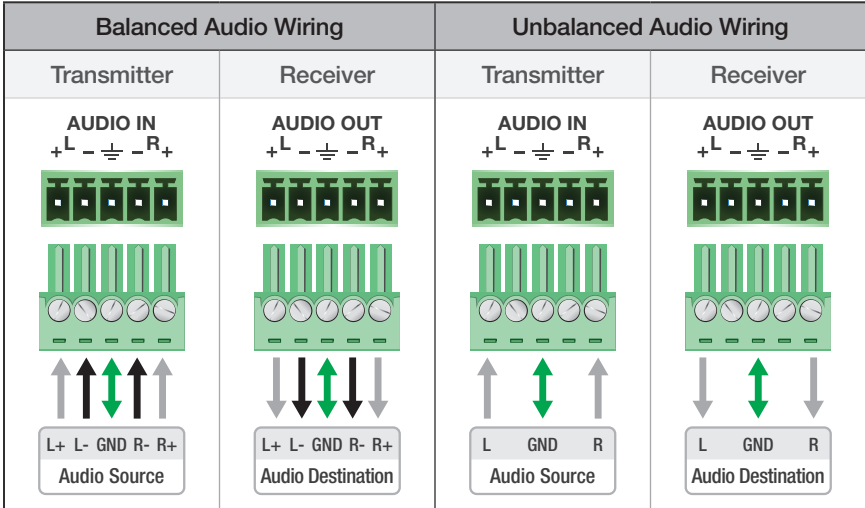 Balanced Audio Wiring
Unbalanced Audio Wiring
Transmitter
Receiver
Transmitter
Receiver
AUDIO IN
+L - ⏚ - R+
AUDIO OUT
+L - ⏚ - R+
AUDIO IN
+L - ⏚ - R+
AUDIO OUT
+L - ⏚ - R+
L+ L- GND R- R+
Audio Source
L+ L- GND R- R+
Audio Destination
L GND R
Audio Source
L GND R
Audio Destination